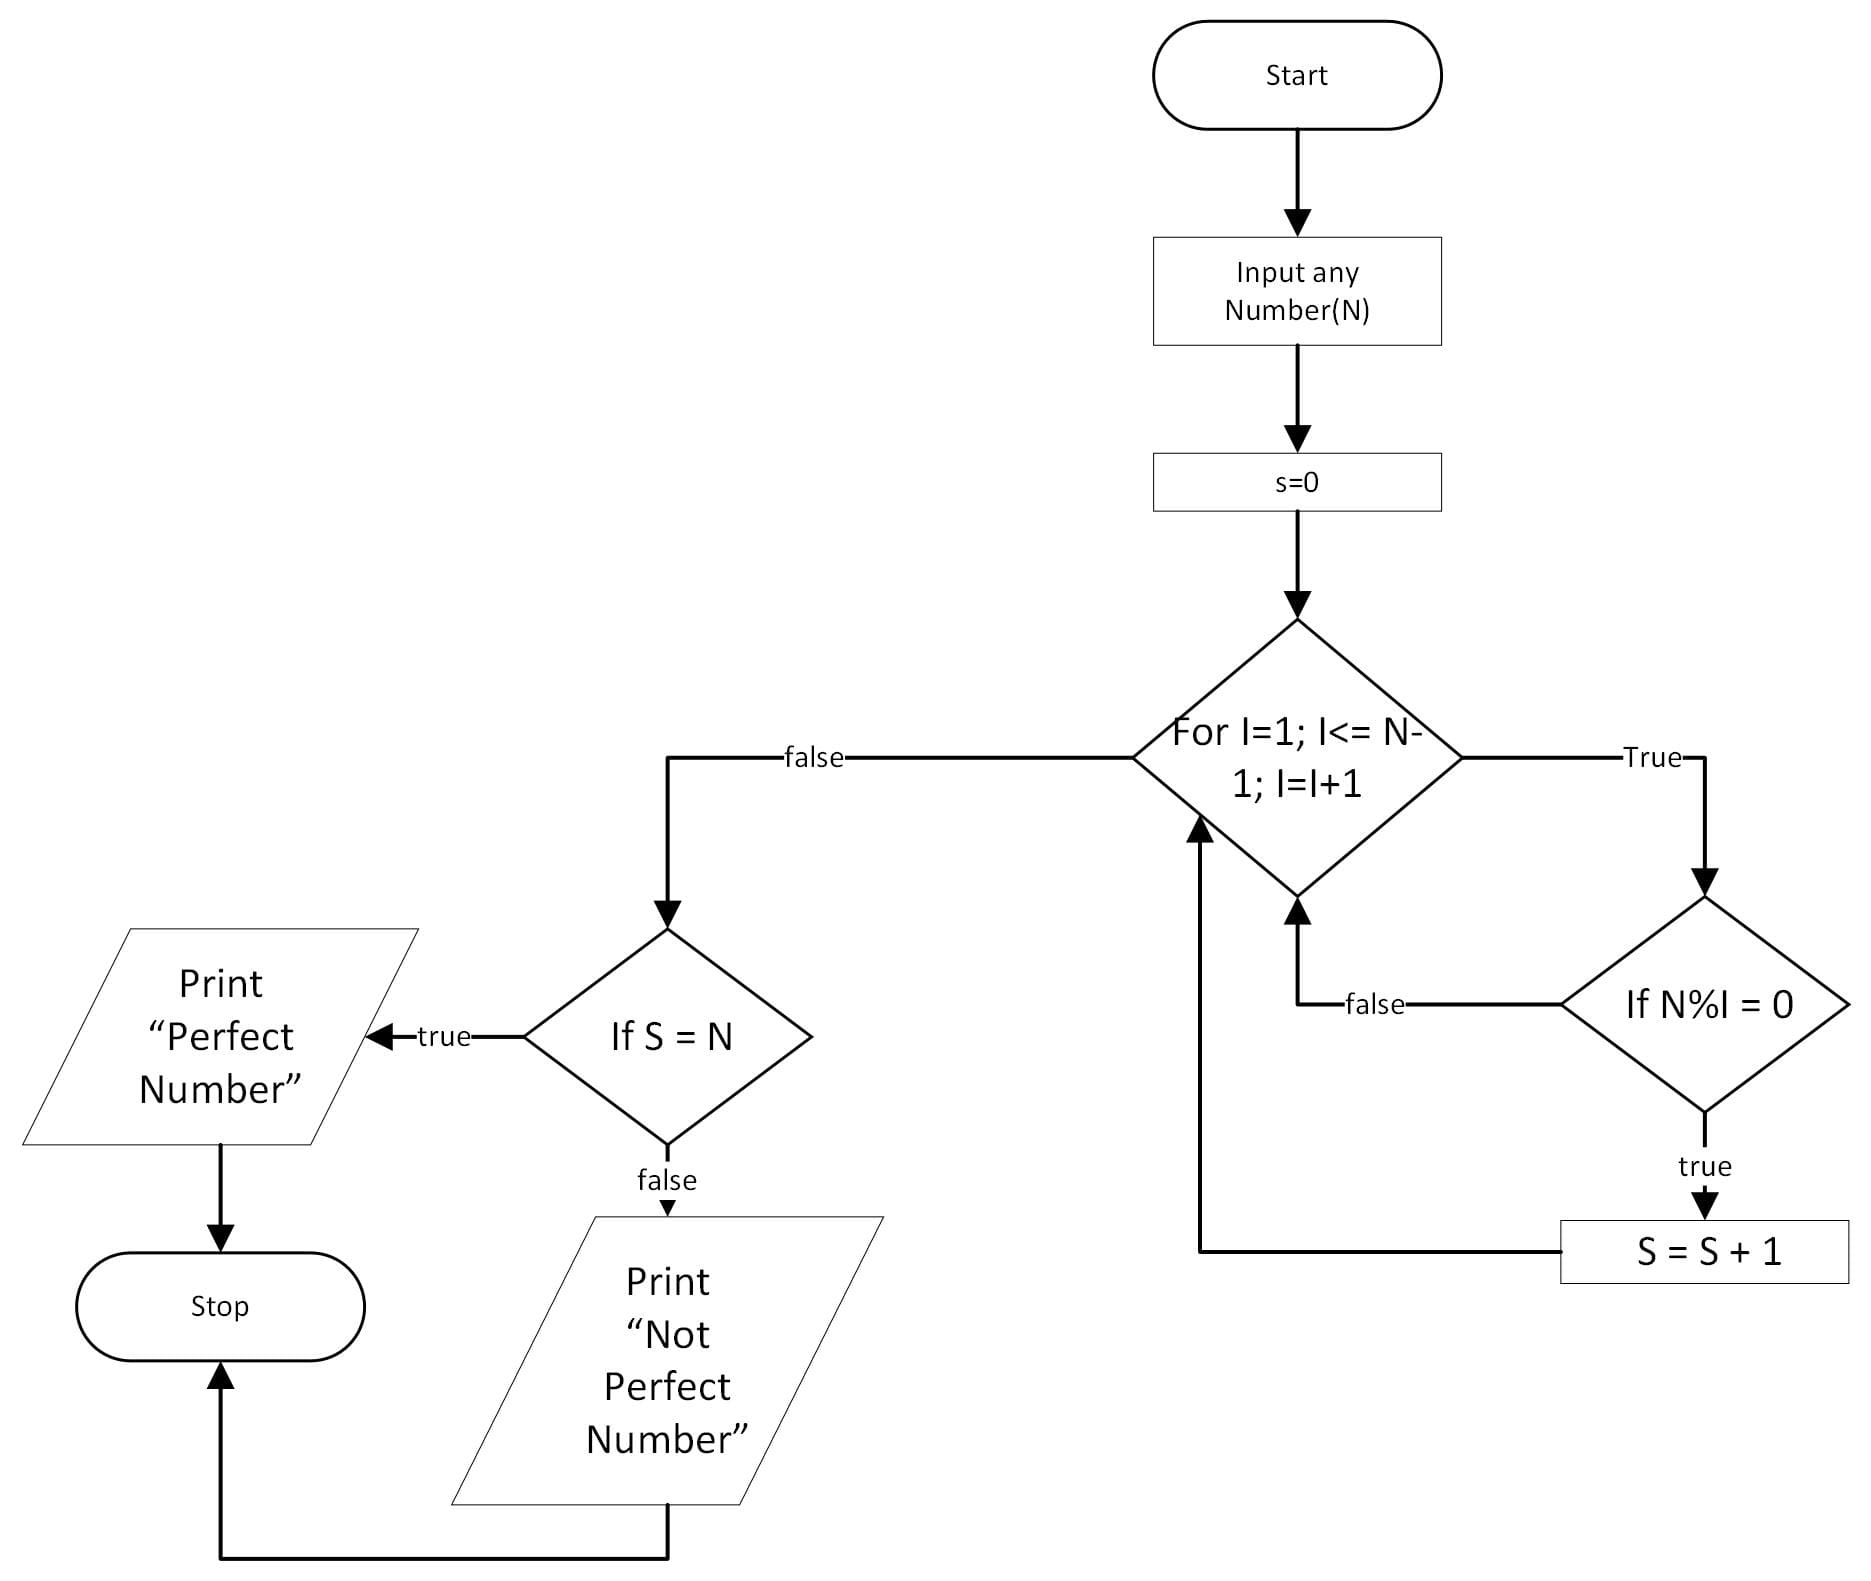 Start
Input any
Number(N)
s=0
For I=1; I<= N-
1; I=I+1
false
True
If N%I = 0
false
true
S = S + 1
If S = N
true
false
Print
“Perfect
Number”
Print
“Not
Perfect
Number”
Stop